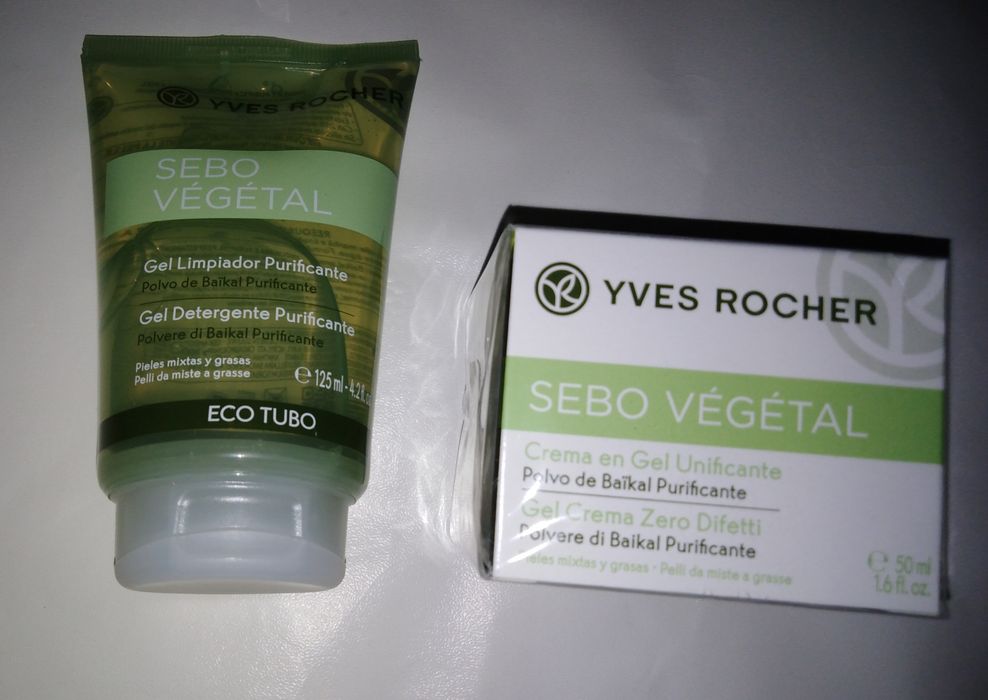 YVES ROCHER
SEBO
VÉGÉTAL
Gel Limpiador Purificante
Polvo de Baïkal Purificante
Gel Detergente Purificante
Polvere di Baikal Purificante
Pieles mixtas y grasas
Pelli da miste a grasse
℮ 125 ml - 4.2 fl.
ECO TUBO
YVES ROCHER
SEBO VÉGÉTAL
Crema en Gel Unificante
Polvo de Baïkal Purificante
Gel Crema Zero Difetti
Polvere di Baikal Purificante
Pieles mixtas y grasas · Pelli da miste a grasse
℮ 50 ml
1.6 fl. oz.